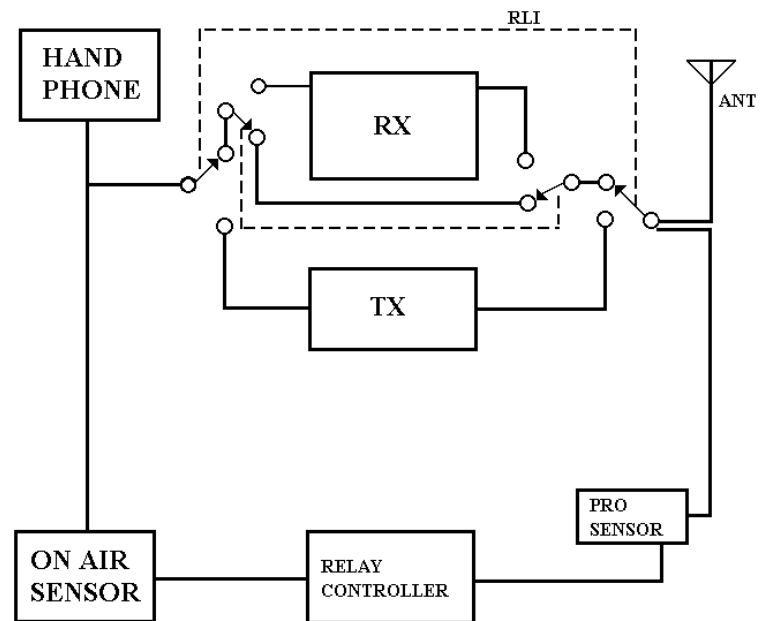 HAND
PHONE
RLI
RX
ANT
TX
PRO
SENSOR
ON AIR
SENSOR
RELAY
CONTROLLER